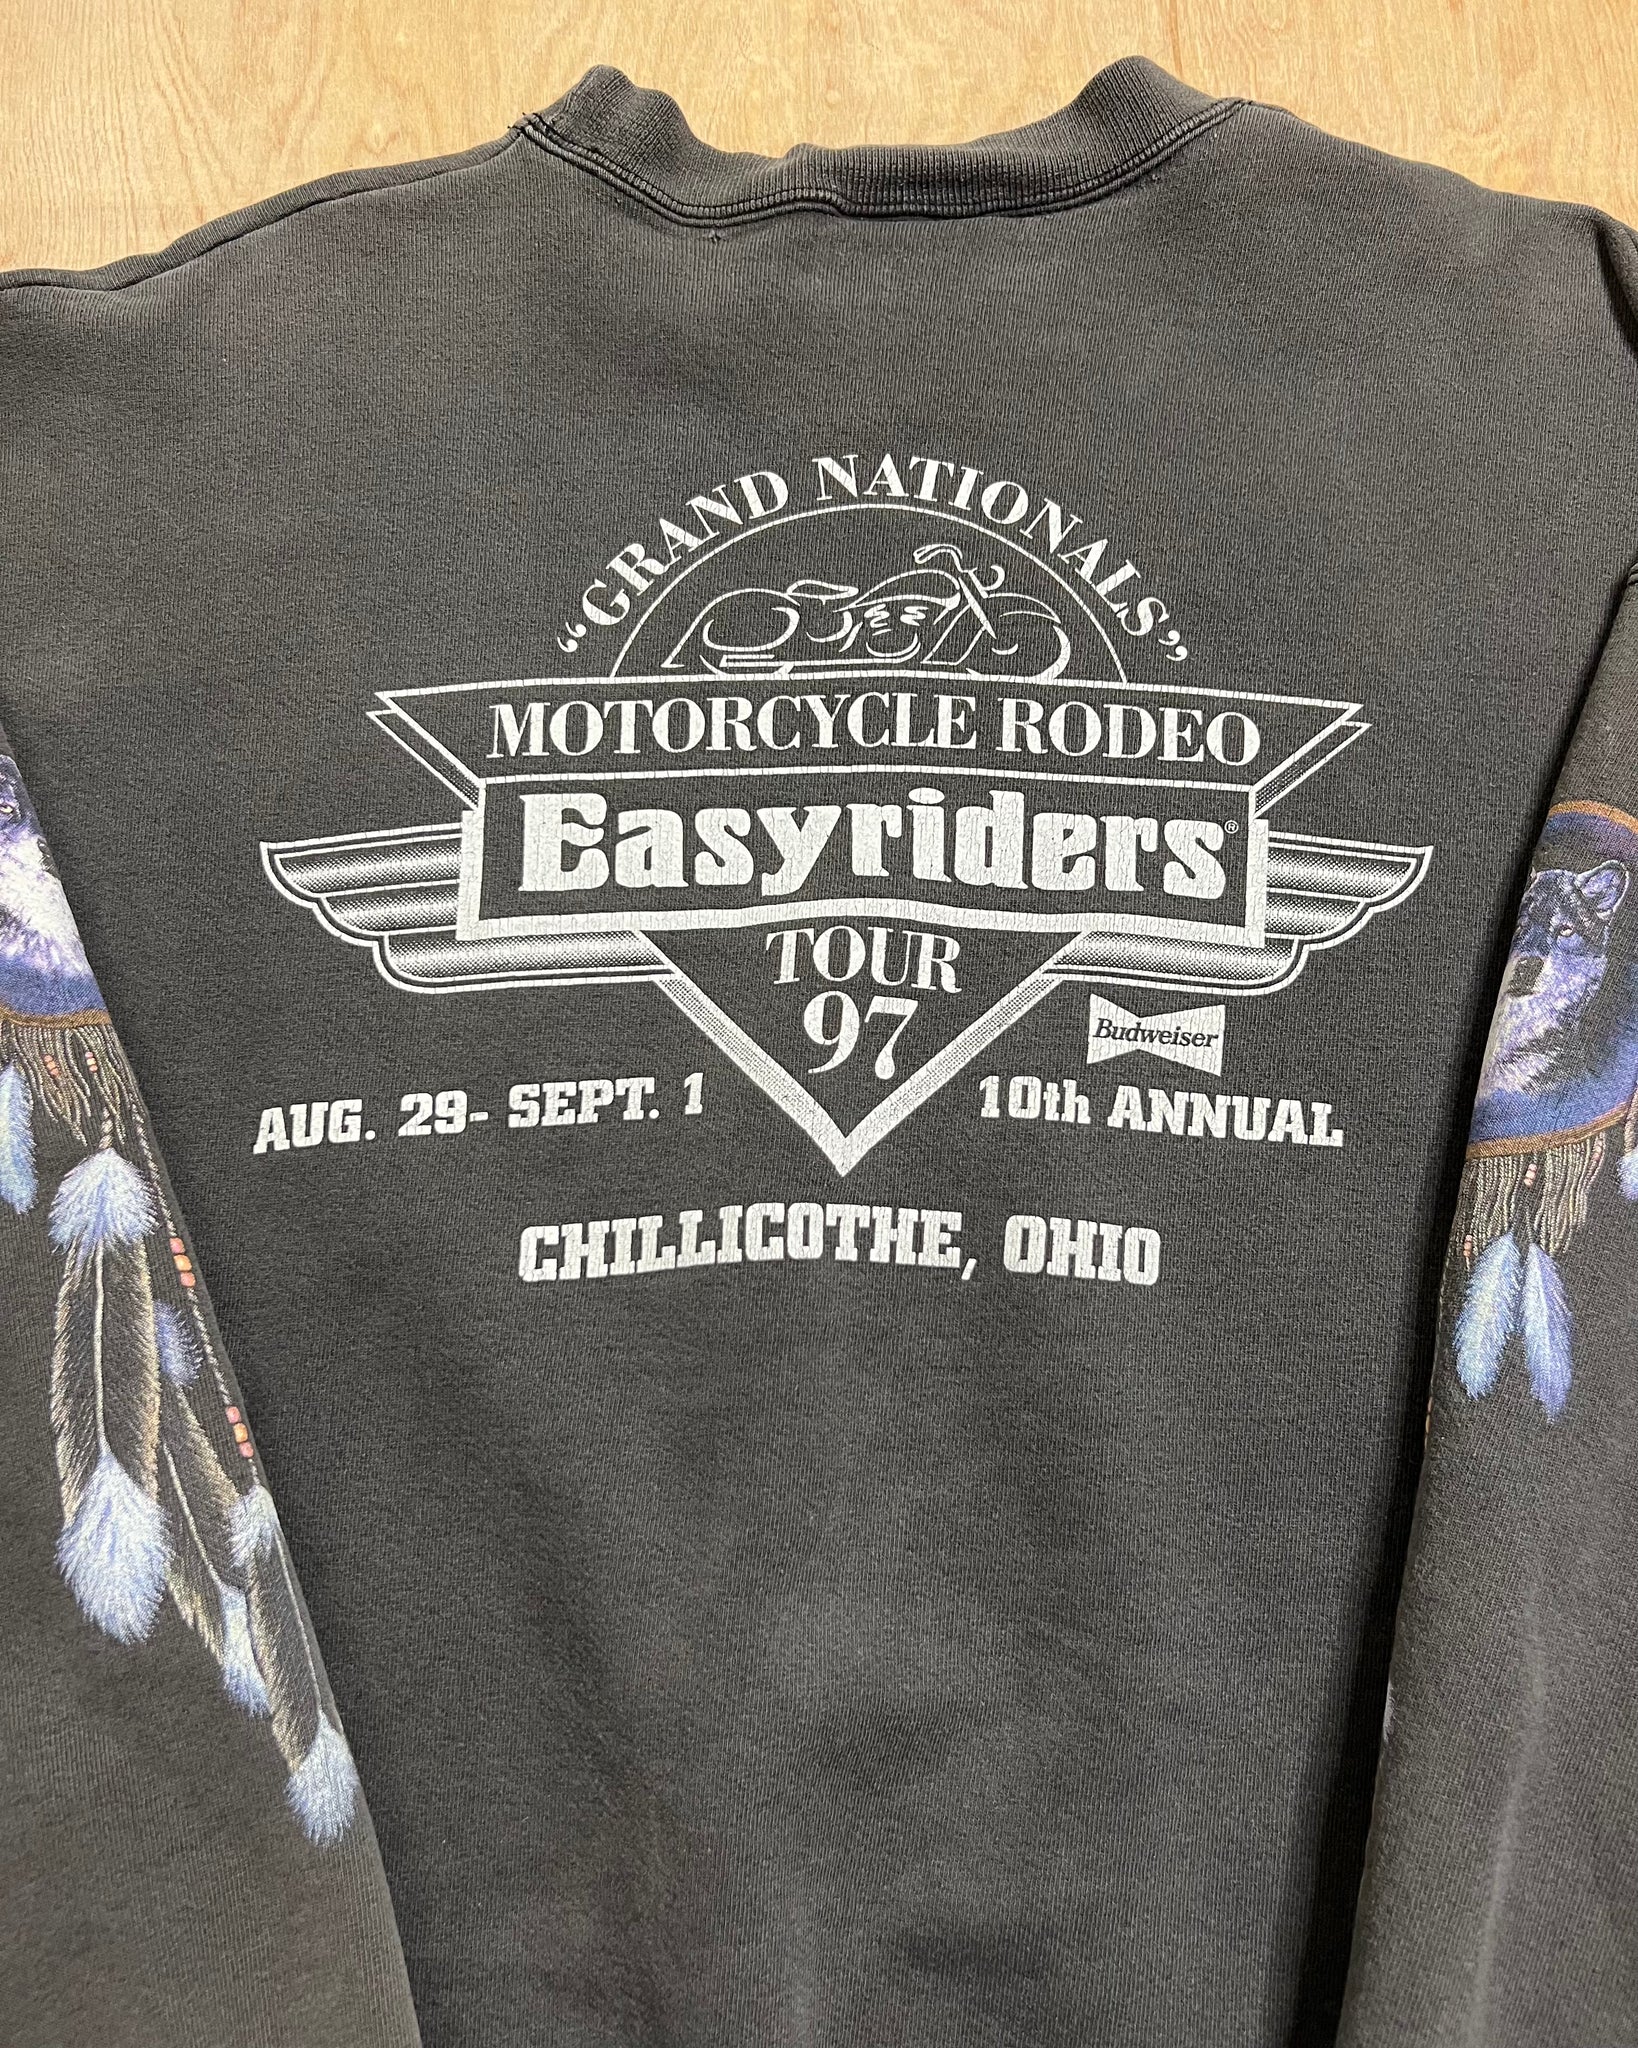 "GRAND NATIONALS"
MOTORCYCLE RODEO
Easyriders®
TOUR
97
Budweiser
AUG. 29- SEPT. 1
10th ANNUAL
CHILLICOTHE, OHIO